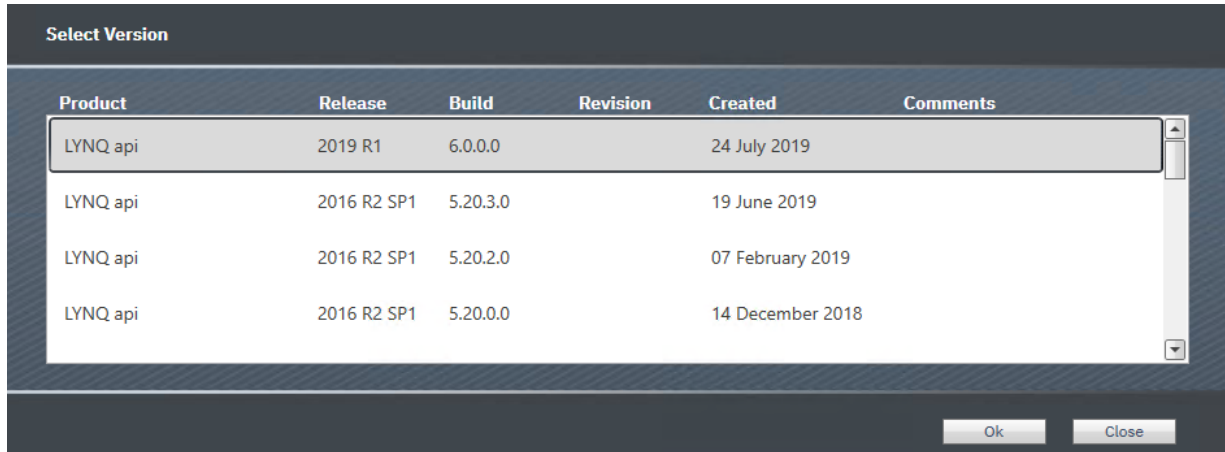 Select Version
Product Release Build Revision Created Comments
LYNQ api 2019 R1 6.0.0.0 24 July 2019
LYNQ api 2016 R2 SP1 5.20.3.0 19 June 2019
LYNQ api 2016 R2 SP1 5.20.2.0 07 February 2019
LYNQ api 2016 R2 SP1 5.20.0.0 14 December 2018
Ok Close